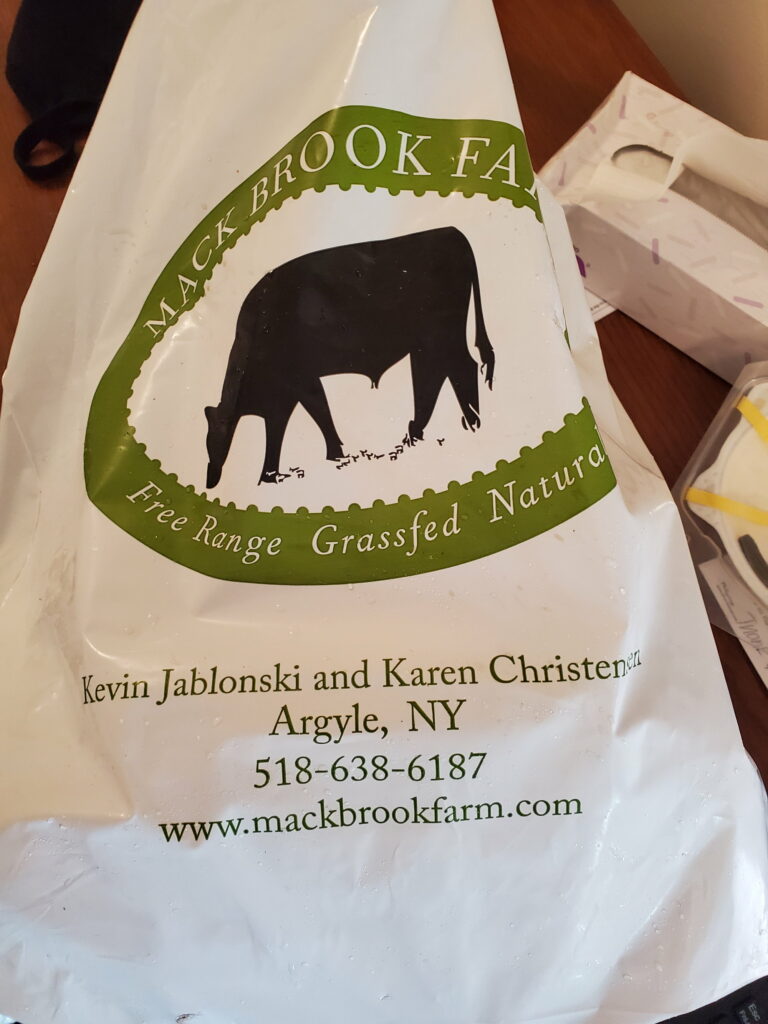 MACK BROOK FA
Free Range Grassfed Natura
Kevin Jablonski and Karen Christen
Argyle, NY
518-638-6187
www.mackbrookfarm.com
Esc